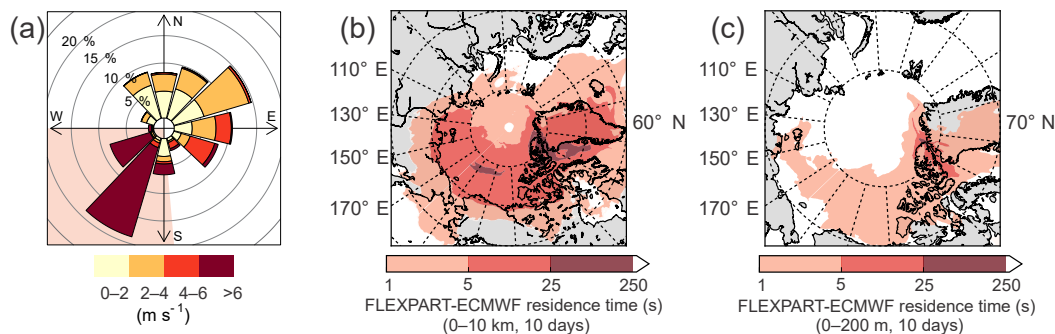 (a)
N
20 %
15 %
10 %
5 %
W
E
S
0–2 2–4 4–6 >6
(m s⁻¹)
(b)
110° E
130° E
150° E
170° E
60° N
1 5 25 250
FLEXPART-ECMWF residence time (s)
(0–10 km, 10 days)
(c)
110° E
130° E
150° E
170° E
70° N
1 5 25 250
FLEXPART-ECMWF residence time (s)
(0–200 m, 10 days)